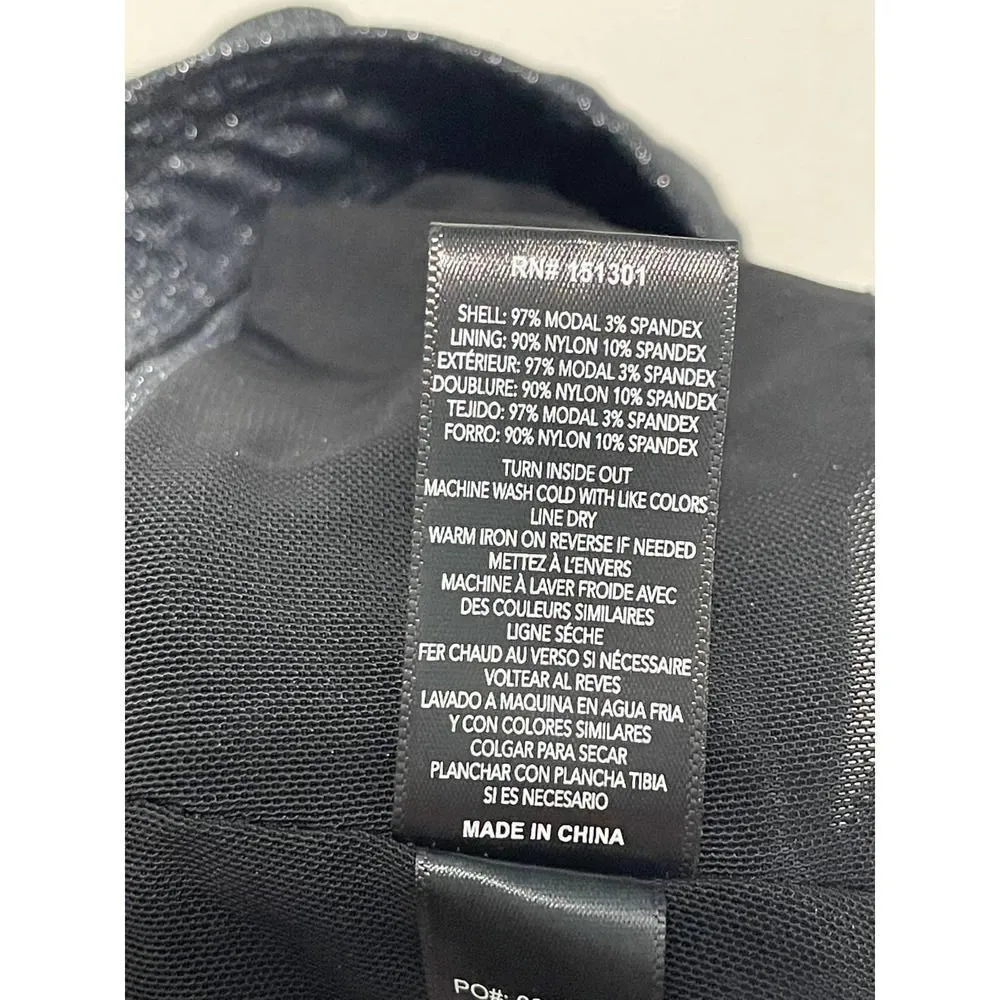 RN# 151301
SHELL: 97% MODAL 3% SPANDEX
LINING: 90% NYLON 10% SPANDEX
EXTÉRIEUR: 97% MODAL 3% SPANDEX
DOUBLURE: 90% NYLON 10% SPANDEX
TEJIDO: 97% MODAL 3% SPANDEX
FORRO: 90% NYLON 10% SPANDEX
TURN INSIDE OUT
MACHINE WASH COLD WITH LIKE COLORS
LINE DRY
WARM IRON ON REVERSE IF NEEDED
METTEZ À L'ENVERS
MACHINE À LAVER FROIDE AVEC
DES COULEURS SIMILAIRES
LIGNE SÉCHE
FER CHAUD AU VERSO SI NÉCESSAIRE
VOLTEAR AL REVES
LAVADO A MAQUINA EN AGUA FRIA
Y CON COLORES SIMILARES
COLGAR PARA SECAR
PLANCHAR CON PLANCHA TIBIA
SI ES NECESARIO
MADE IN CHINA
PO#: